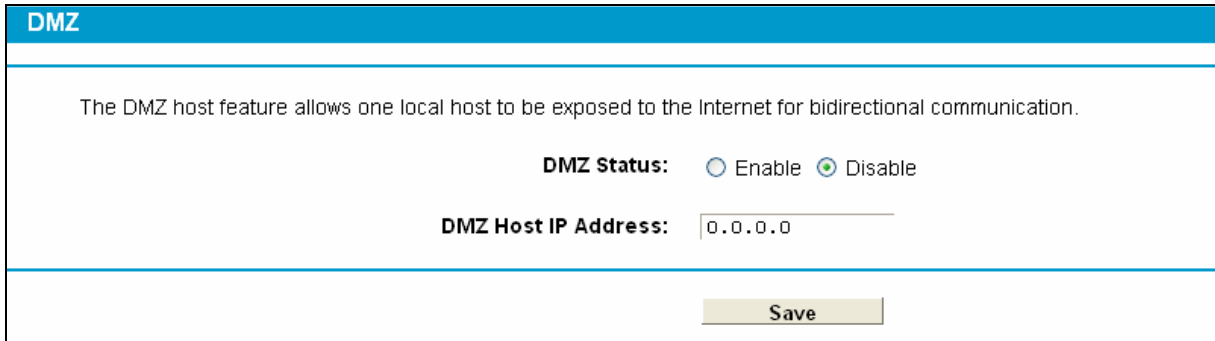 DMZ
The DMZ host feature allows one local host to be exposed to the Internet for bidirectional communication.
DMZ Status: Enable Disable
DMZ Host IP Address: 0.0.0.0
Save